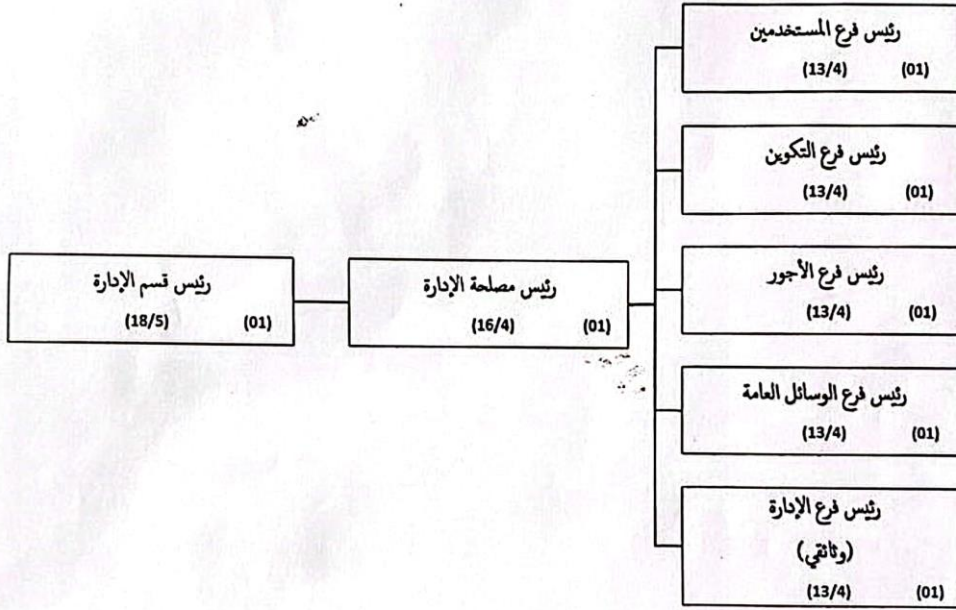 رئيس فرع المستخدمين
(01) (13/4)
رئيس فرع التكوين
(01) (13/4)
رئيس فرع الأجور
(01) (13/4)
رئيس فرع الوسائل العامة
(01) (13/4)
رئيس فرع الإدارة
(وثائقي)
(01) (13/4)
رئيس مصلحة الإدارة
(01) (16/4)
رئيس قسم الإدارة
(01) (18/5)